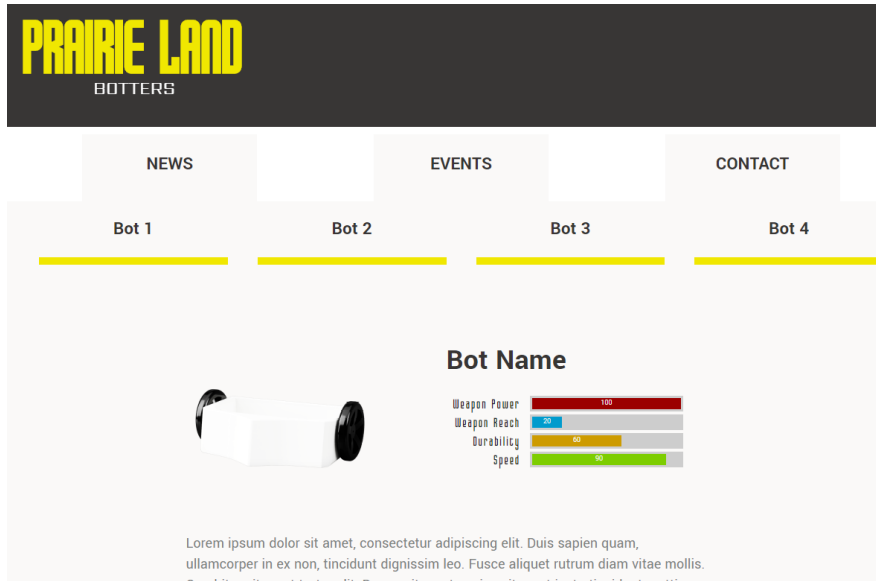 PRAIRIE LAND
BOTTERS
NEWS EVENTS CONTACT
Bot 1 Bot 2 Bot 3 Bot 4
Bot Name
Weapon Power 100
Weapon Reach 20
Durability 60
Speed 90
Lorem ipsum dolor sit amet, consectetur adipiscing elit. Duis sapien quam,
ullamcorper in ex non, tincidunt dignissim leo. Fusce aliquet rutrum diam vitae mollis.